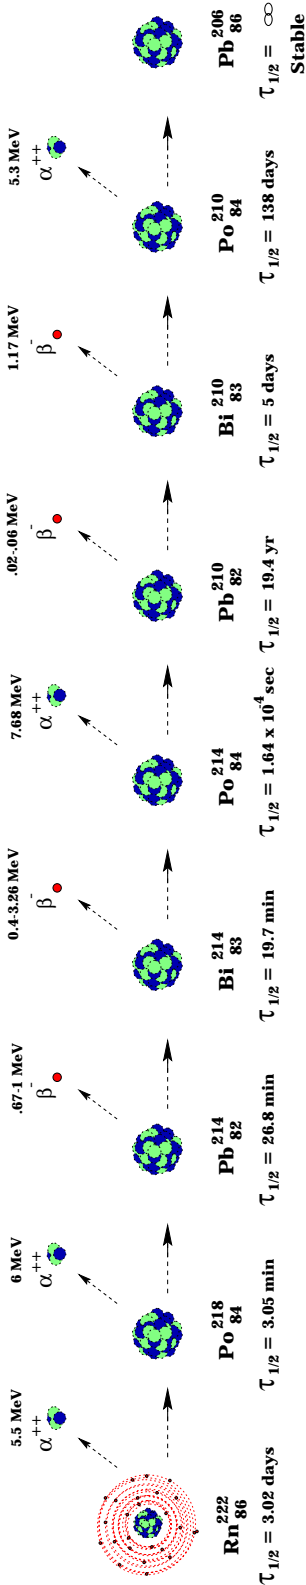 5.5 MeV
α ++
Rn 222 86
τ1/2 = 3.02 days
6 MeV
α ++
Po 218 84
τ1/2 = 3.05 min
.67-1 MeV
β -
Pb 214 82
τ1/2 = 26.8 min
0.4-3.26 MeV
β -
Bi 214 83
τ1/2 = 19.7 min
7.68 MeV
α ++
Po 214 84
τ1/2 = 1.64 x 10-4 sec
.02-.06 MeV
β -
Pb 210 82
τ1/2 = 19.4 yr
1.17 MeV
β -
Bi 210 83
τ1/2 = 5 days
5.3 MeV
α ++
Po 210 84
τ1/2 = 138 days
Pb 206 86
τ1/2 = ∞
Stable